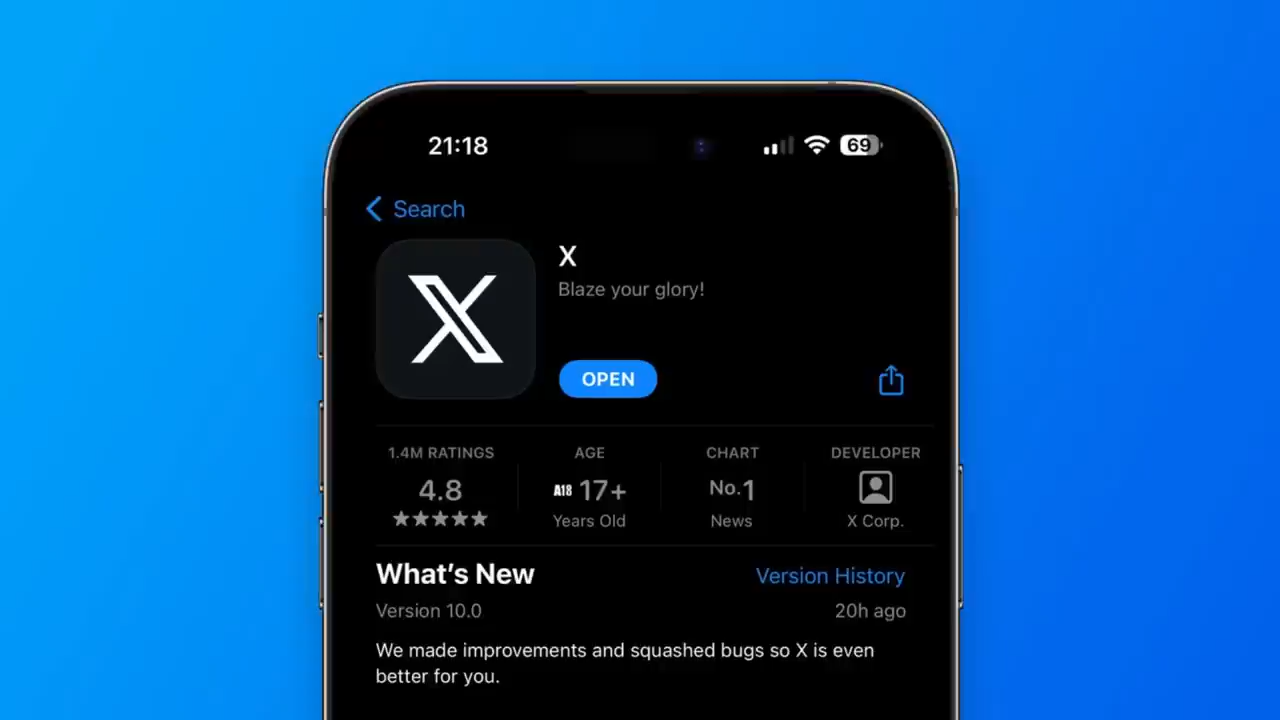 21:18
69
Search
X
Blaze your glory!
OPEN
1.4M RATINGS
AGE
CHART
DEVELOPER
4.8
A18 17+
No.1
Years Old
News
X Corp.
What's New
Version History
Version 10.0
20h ago
We made improvements and squashed bugs so X is even
better for you.